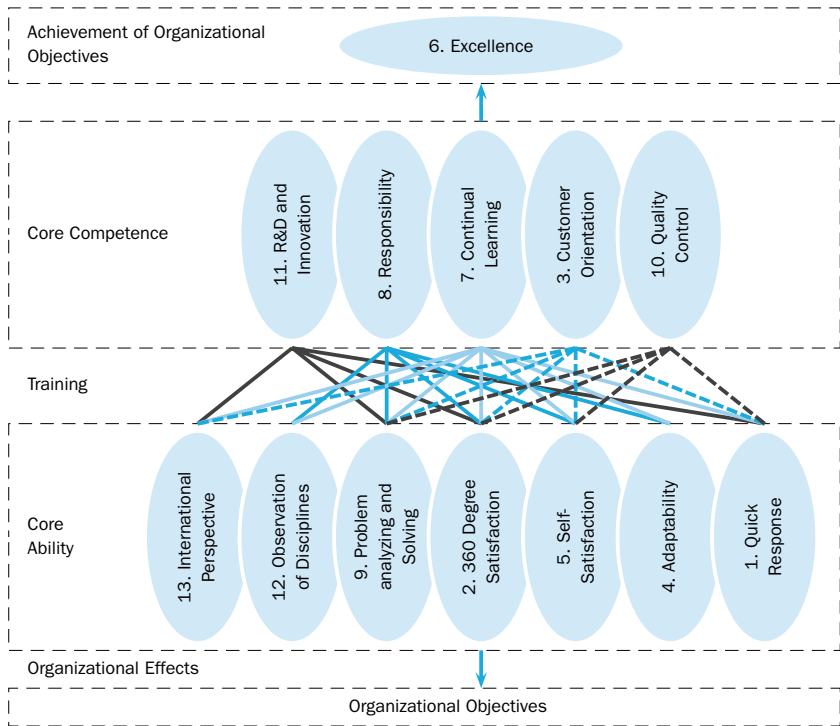 Achievement of Organizational
Objectives
6. Excellence
Core Competence
11. R&D and
Innovation
8. Responsibility
7. Continual
Learning
3. Customer
Orientation
10. Quality
Control
Training
Core
Ability
13. International
Perspective
12. Observation
of Disciplines
9. Problem
analyzing and
Solving
2. 360 Degree
Satisfaction
5. Self-
Satisfaction
4. Adaptability
1. Quick
Response
Organizational Effects
Organizational Objectives